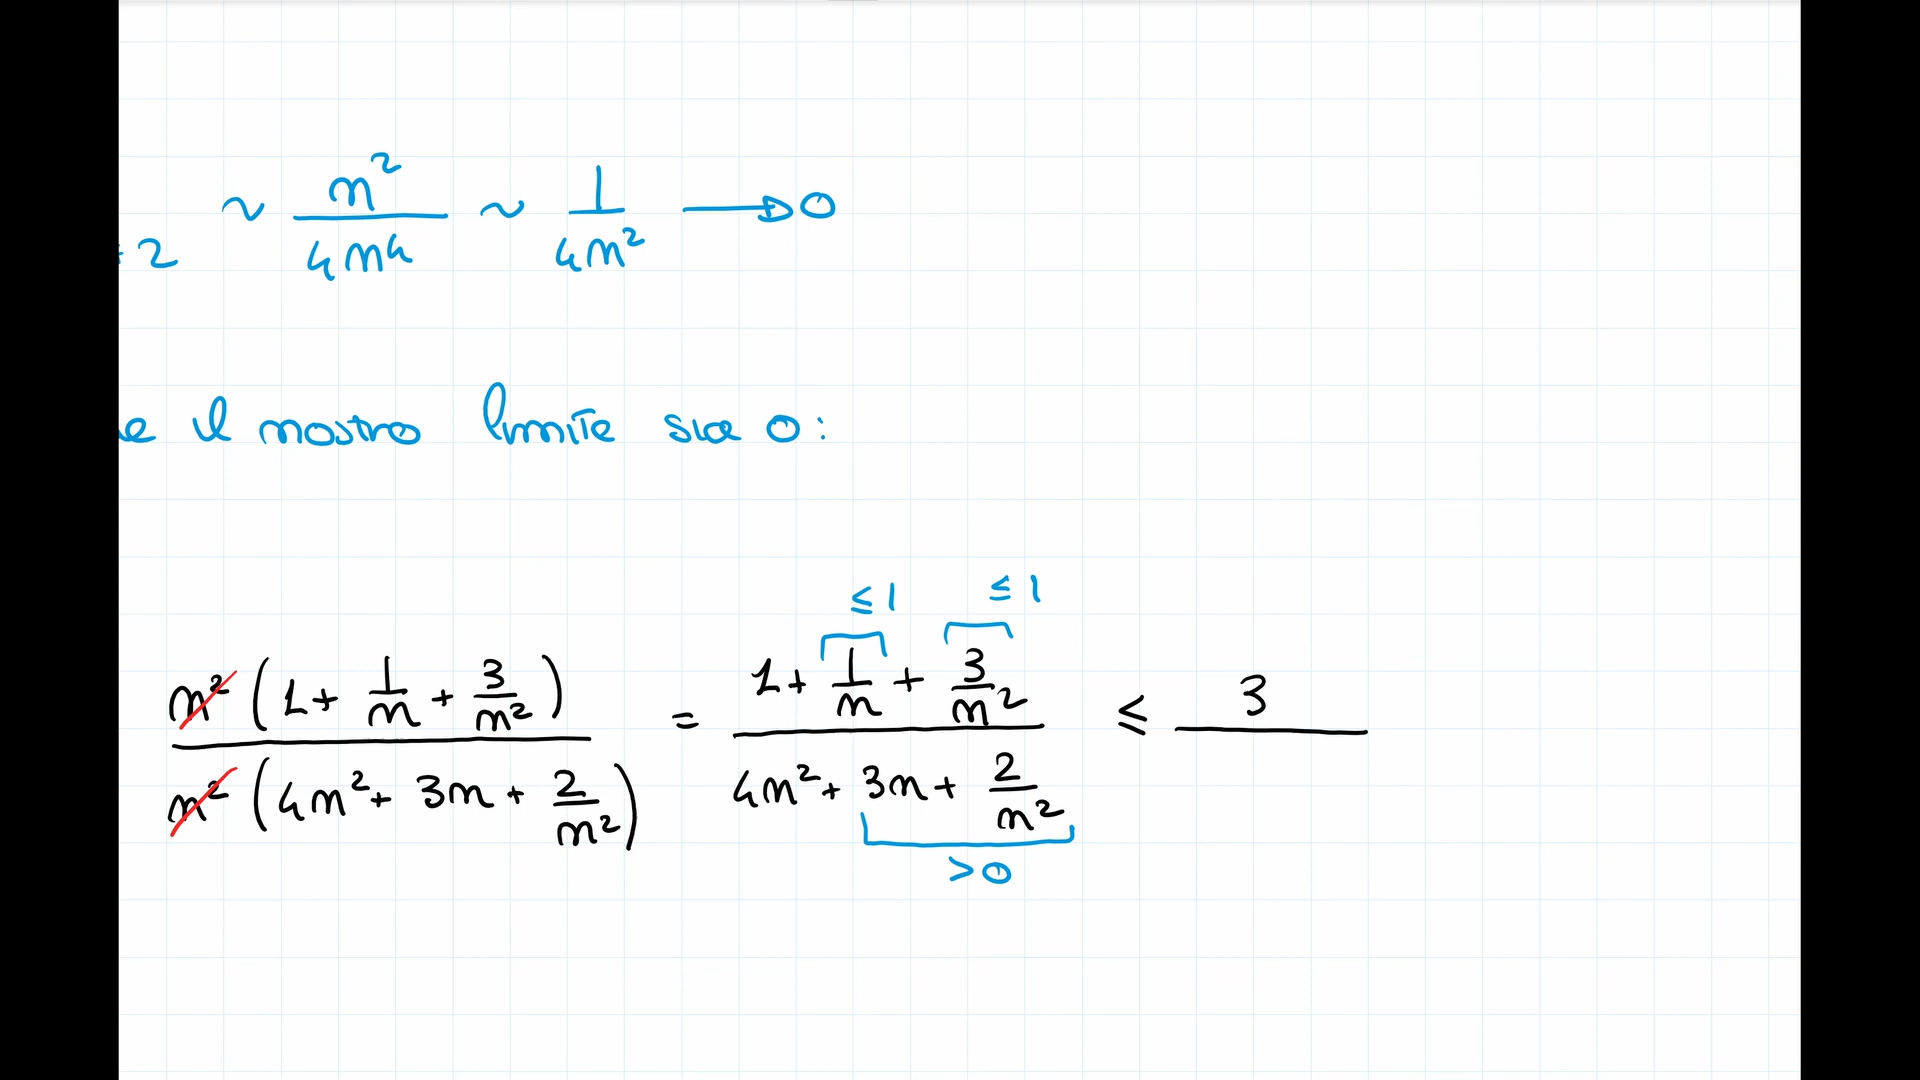 + 2 ~ n² / 4n⁴ ~ 1 / 4n² → 0
e il nostro limite sia 0:
≤ 1 ≤ 1
n² (1 + 1/n + 3/n²) / n² (4n² + 3n + 2/n²) = (1 + 1/n + 3/n²) / (4n² + 3n + 2/n²) ≤ 3 /
> 0